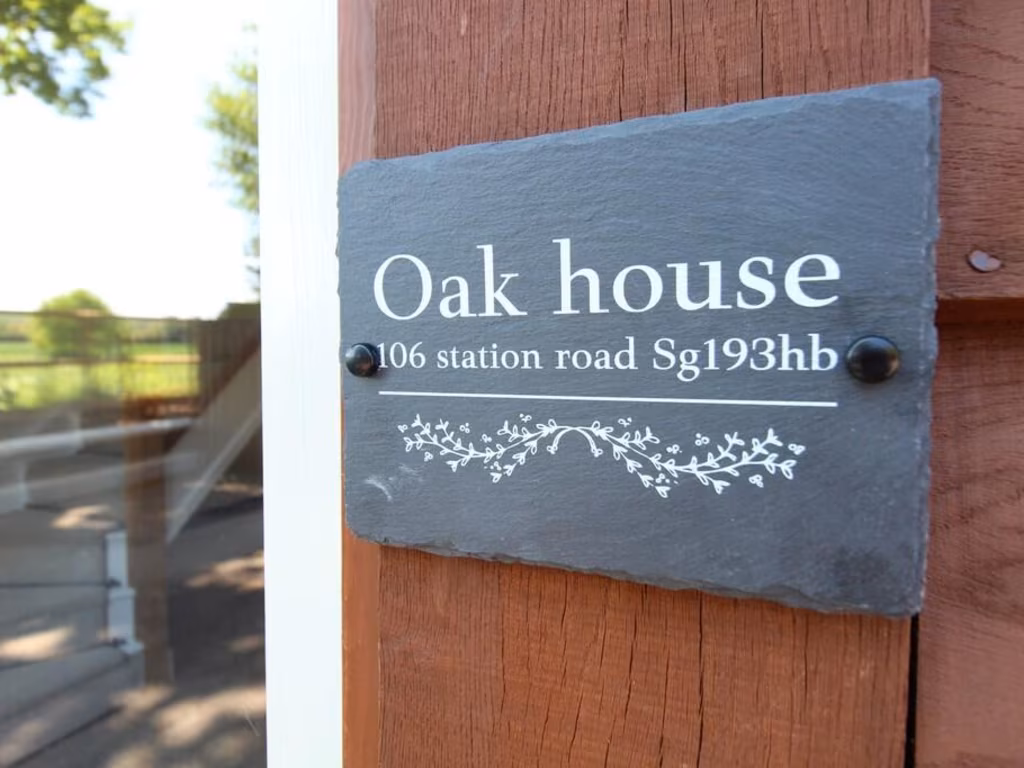 Oak house
106 station road Sg193hb